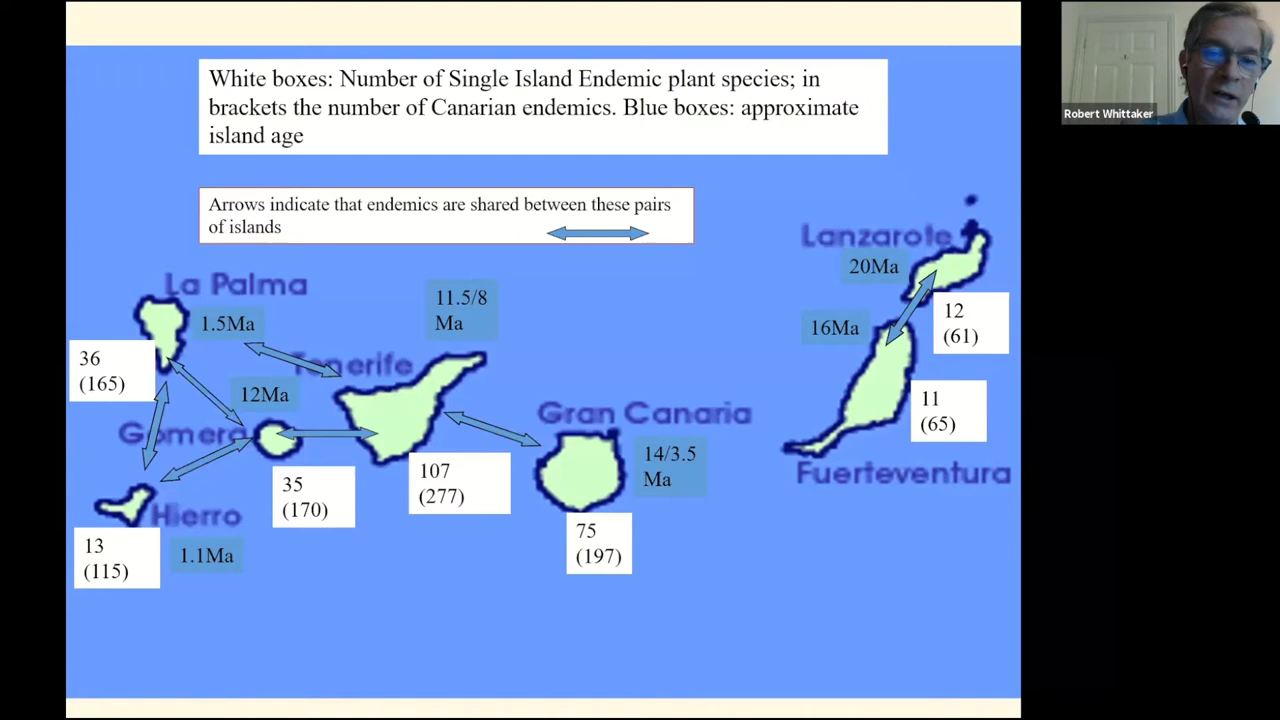 White boxes: Number of Single Island Endemic plant species; in
brackets the number of Canarian endemics. Blue boxes: approximate
island age
Robert Whittaker
Arrows indicate that endemics are shared between these pairs
of islands
Lanzarote
20Ma
12
(61)
16Ma
11
(65)
Fuerteventura
La Palma
1.5Ma
36
(165)
11.5/8
Ma
Tenerife
107
(277)
12Ma
Gomera
35
(170)
Gran Canaria
14/3.5
Ma
75
(197)
Hierro
13
(115)
1.1Ma